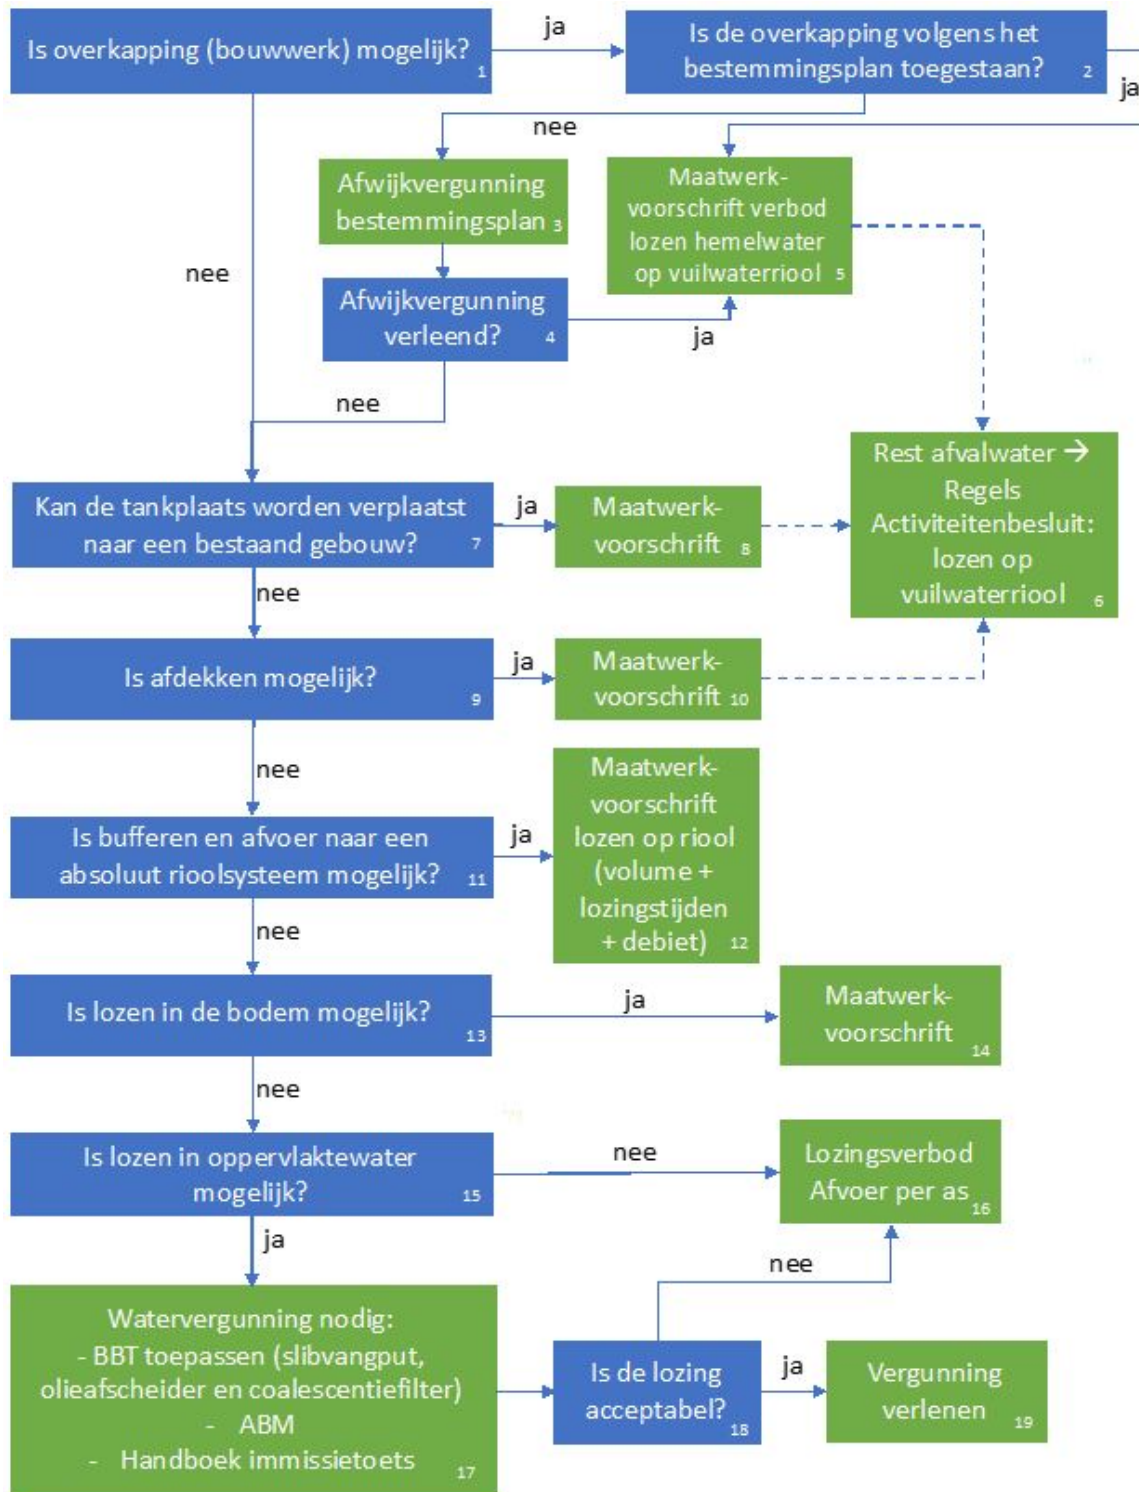 Is overkapping (bouwwerk) mogelijk?
1
ja
Is de overkapping volgens het
bestemmingsplan toegestaan?
2
ja
nee
nee
Afwijkvergunning
bestemmingsplan
3
Maatwerk-
voorschrift verbod
lozen hemelwater
op vuilwaterriool
5
Afwijkvergunning
verleend?
4
ja
nee
Rest afvalwater →
Regels
Activiteitenbesluit:
lozen op
vuilwaterriool
6
Kan de tankplaats worden verplaatst
naar een bestaand gebouw?
7
ja
Maatwerk-
voorschrift
8
nee
Is afdekken mogelijk?
9
ja
Maatwerk-
voorschrift
10
nee
Is bufferen en afvoer naar een
absoluut rioolsysteem mogelijk?
11
ja
Maatwerk-
voorschrift
lozen op riool
(volume +
lozingstijden
+ debiet)
12
nee
Is lozen in de bodem mogelijk?
13
ja
Maatwerk-
voorschrift
14
nee
Is lozen in oppervlaktewater
mogelijk?
15
nee
Lozingsverbod
Afvoer per as
16
ja
nee
Watervergunning nodig:
- BBT toepassen (slibvangput,
olieafscheider en coalescentiefilter)
- ABM
- Handboek immissietoets
17
Is de lozing
acceptabel?
18
ja
Vergunning
verlenen
19